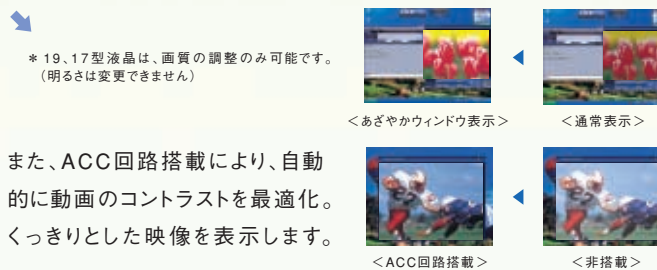 ＊19、17型液晶は、画質の調整のみ可能です。
（明るさは変更できません）
＜あざやかウィンドウ表示＞
＜通常表示＞
また、ACC回路搭載により、自動
的に動画のコントラストを最適化。
くっきりとした映像を表示します。
＜ACC回路搭載＞
＜非搭載＞